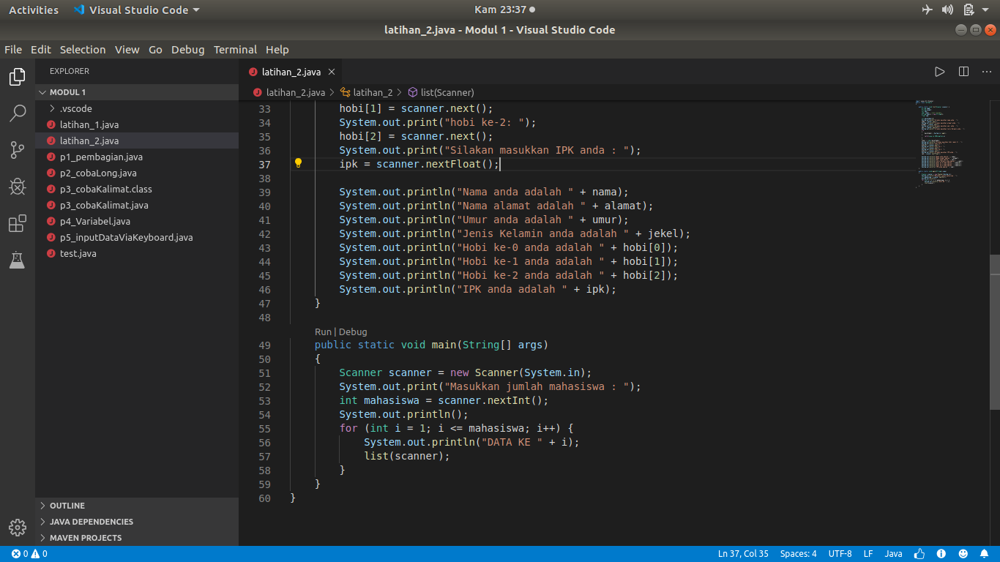 Activities Visual Studio Code Kam 23:37
latihan_2.java - Modul 1 - Visual Studio Code
File Edit Selection View Go Debug Terminal Help
EXPLORER
MODUL 1
.vscode
latihan_1.java
latihan_2.java
p1_pembagian.java
p2_cobaLong.java
p3_cobaKalimat.class
p3_cobaKalimat.java
p4_Variabel.java
p5_inputDataViaKeyboard.java
test.java
OUTLINE
JAVA DEPENDENCIES
MAVEN PROJECTS
latihan_2.java
latihan_2.java > latihan_2 > list(Scanner)
33 hobi[1] = scanner.next();
34 System.out.print("hobi ke-2: ");
35 hobi[2] = scanner.next();
36 System.out.print("Silakan masukkan IPK anda : ");
37 ipk = scanner.nextFloat();
38
39 System.out.println("Nama anda adalah " + nama);
40 System.out.println("Nama alamat adalah " + alamat);
41 System.out.println("Umur anda adalah " + umur);
42 System.out.println("Jenis Kelamin anda adalah " + jekel);
43 System.out.println("Hobi ke-0 anda adalah " + hobi[0]);
44 System.out.println("Hobi ke-1 anda adalah " + hobi[1]);
45 System.out.println("Hobi ke-2 anda adalah " + hobi[2]);
46 System.out.println("IPK anda adalah " + ipk);
47 }
48
Run | Debug
49 public static void main(String[] args)
50 {
51 Scanner scanner = new Scanner(System.in);
52 System.out.print("Masukkan jumlah mahasiswa : ");
53 int mahasiswa = scanner.nextInt();
54 System.out.println();
55 for (int i = 1; i <= mahasiswa; i++) {
56 System.out.println("DATA KE " + i);
57 list(scanner);
58 }
59 }
60 }
0 0 Ln 37, Col 35 Spaces: 4 UTF-8 LF Java